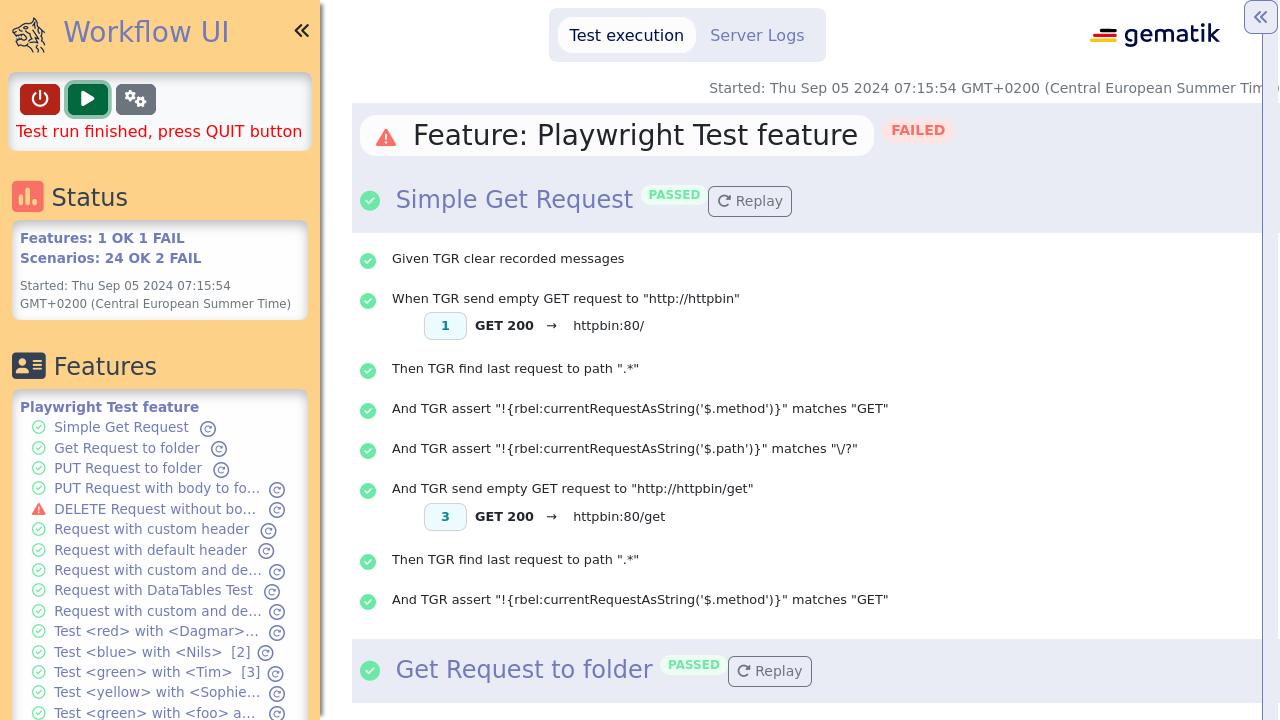 Workflow UI
Test run finished, press QUIT button
Status
Features: 1 OK 1 FAIL
Scenarios: 24 OK 2 FAIL
Started: Thu Sep 05 2024 07:15:54
GMT+0200 (Central European Summer Time)
Features
Playwright Test feature
Simple Get Request
Get Request to folder
PUT Request to folder
PUT Request with body to fo...
DELETE Request without bo...
Request with custom header
Request with default header
Request with custom and de...
Request with DataTables Test
Request with custom and de...
Test <red> with <Dagmar>...
Test <blue> with <Nils> [2]
Test <green> with <Tim> [3]
Test <yellow> with <Sophie...
Test <green> with <foo> a...
Test execution Server Logs
gematik
Started: Thu Sep 05 2024 07:15:54 GMT+0200 (Central European Summer Tim
Feature: Playwright Test feature FAILED
Simple Get Request PASSED Replay
Given TGR clear recorded messages
When TGR send empty GET request to "http://httpbin"
1 GET 200 → httpbin:80/
Then TGR find last request to path ".*"
And TGR assert "!{rbel:currentRequestAsString('$.method')}" matches "GET"
And TGR assert "!{rbel:currentRequestAsString('$.path')}" matches "\/?"
And TGR send empty GET request to "http://httpbin/get"
3 GET 200 → httpbin:80/get
Then TGR find last request to path ".*"
And TGR assert "!{rbel:currentRequestAsString('$.method')}" matches "GET"
Get Request to folder PASSED Replay